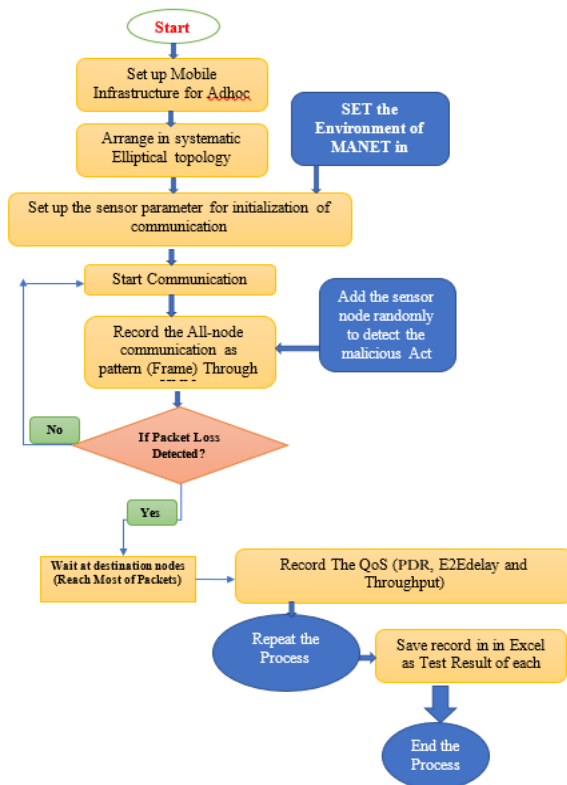 Start
Set up Mobile
Infrastructure for Adhoc
Arrange in systematic
Elliptical topology
SET the
Environment of
MANET in
Set up the sensor parameter for initialization of
communication
Start Communication
Record the All-node
communication as
pattern (Frame) Through
Add the sensor
node randomly
to detect the
malicious Act
No
If Packet Loss
Detected?
Yes
Wait at destination nodes
(Reach Most of Packets)
Record The QoS (PDR, E2Edelay and
Throughput)
Repeat the
Process
Save record in in Excel
as Test Result of each
End the
Process